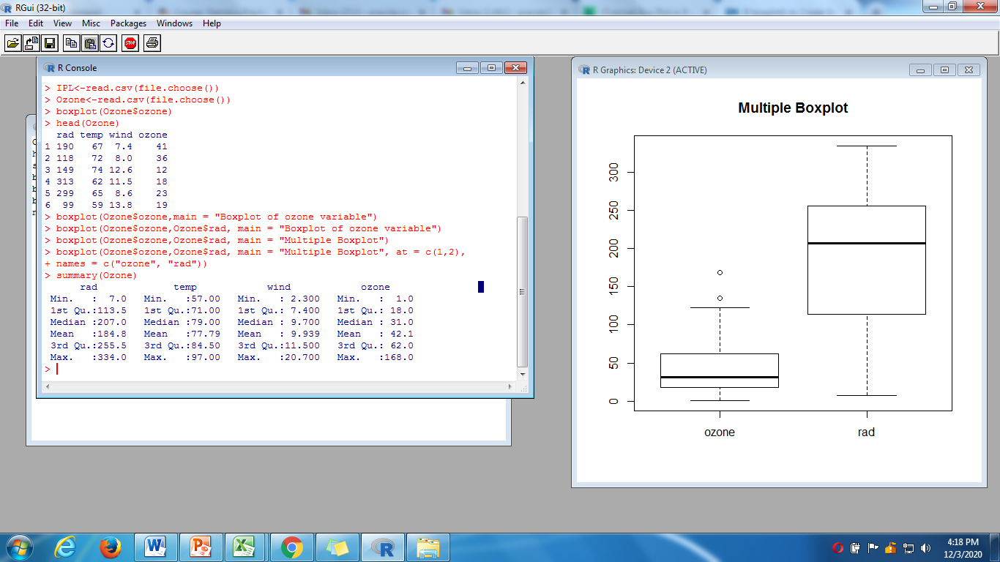 RGui (32-bit)
File Edit View Misc Packages Windows Help
STOP
R Console
> IPL<-read.csv(file.choose())
> Ozone<-read.csv(file.choose())
> boxplot(Ozone$ozone)
> head(Ozone)
  rad temp wind ozone
1 190   67  7.4    41
2 118   72  8.0    36
3 149   74 12.6    12
4 313   62 11.5    18
5 299   65  8.6    23
6  99   59 13.8    19
> boxplot(Ozone$ozone,main = "Boxplot of ozone variable")
> boxplot(Ozone$ozone,Ozone$rad, main = "Boxplot of ozone variable")
> boxplot(Ozone$ozone,Ozone$rad, main = "Multiple Boxplot")
> boxplot(Ozone$ozone,Ozone$rad, main = "Multiple Boxplot", at = c(1,2),
+ names = c("ozone", "rad"))
> summary(Ozone)
      rad             temp            wind            ozone
 Min.   :  7.0   Min.   :57.00   Min.   : 2.300   Min.   :  1.0
 1st Qu.:113.5   1st Qu.:71.00   1st Qu.: 7.400   1st Qu.: 18.0
 Median :207.0   Median :79.00   Median : 9.700   Median : 31.0
 Mean   :184.8   Mean   :77.79   Mean   : 9.939   Mean   : 42.1
 3rd Qu.:255.5   3rd Qu.:84.50   3rd Qu.:11.500   3rd Qu.: 62.0
 Max.   :334.0   Max.   :97.00   Max.   :20.700   Max.   :168.0
>
R Graphics: Device 2 (ACTIVE)
Multiple Boxplot
300
250
200
150
100
50
0
ozone rad
4:18 PM
12/3/2020